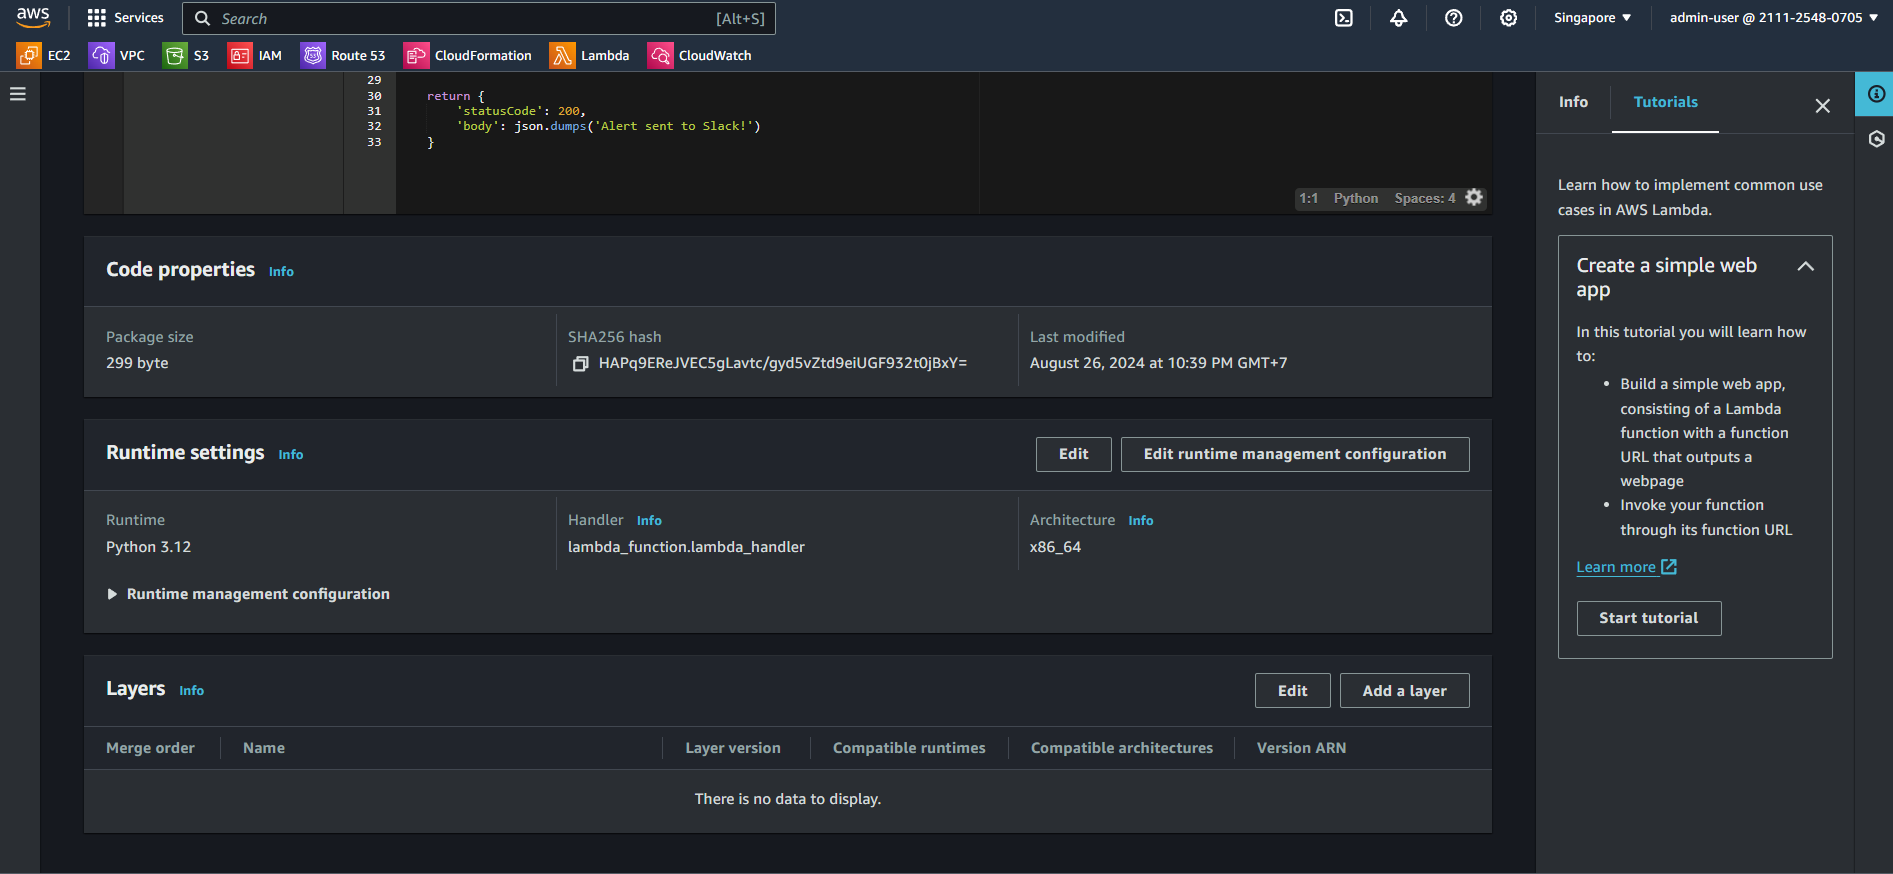 aws
Services
Search
[Alt+S]
Singapore ▼
admin-user @ 2111-2548-0705 ▼
EC2
VPC
S3
IAM
Route 53
CloudFormation
Lambda
CloudWatch
29
30 return {
31 'statusCode': 200,
32 'body': json.dumps('Alert sent to Slack!')
33 }
1:1 Python Spaces: 4
Code properties Info
Package size
299 byte
SHA256 hash
HAPq9EReJVEC5gLavtc/gyd5vZtd9eiUGF932t0jBxY=
Last modified
August 26, 2024 at 10:39 PM GMT+7
Runtime settings Info
Edit
Edit runtime management configuration
Runtime
Python 3.12
Handler Info
lambda_function.lambda_handler
Architecture Info
x86_64
Runtime management configuration
Layers Info
Edit
Add a layer
Merge order
Name
Layer version
Compatible runtimes
Compatible architectures
Version ARN
There is no data to display.
Info
Tutorials
Learn how to implement common use
cases in AWS Lambda.
Create a simple web
app
In this tutorial you will learn how
to:
• Build a simple web app,
consisting of a Lambda
function with a function
URL that outputs a
webpage
• Invoke your function
through its function URL
Learn more
Start tutorial